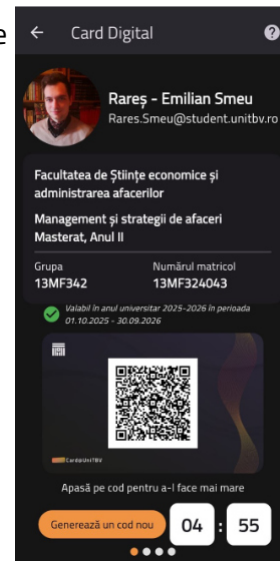 e
Card Digital
?
Rareș - Emilian Smeu
Rares.Smeu@student.unitbv.ro
Facultatea de Științe economice și
administrarea afacerilor
Management și strategii de afaceri
Masterat, Anul II
Grupa
Numărul matricol
13MF342
13MF324043
Valabil în anul universitar 2025-2026 în perioada
01.10.2025 - 30.09.2026
CardUniTBV
Apasă pe cod pentru a-l face mai mare
Generează un cod nou
04 : 55